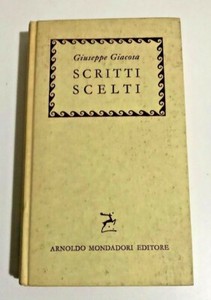 Giuseppe Giacosa
SCRITTI
SCELTI
ARNOLDO MONDADORI EDITORE